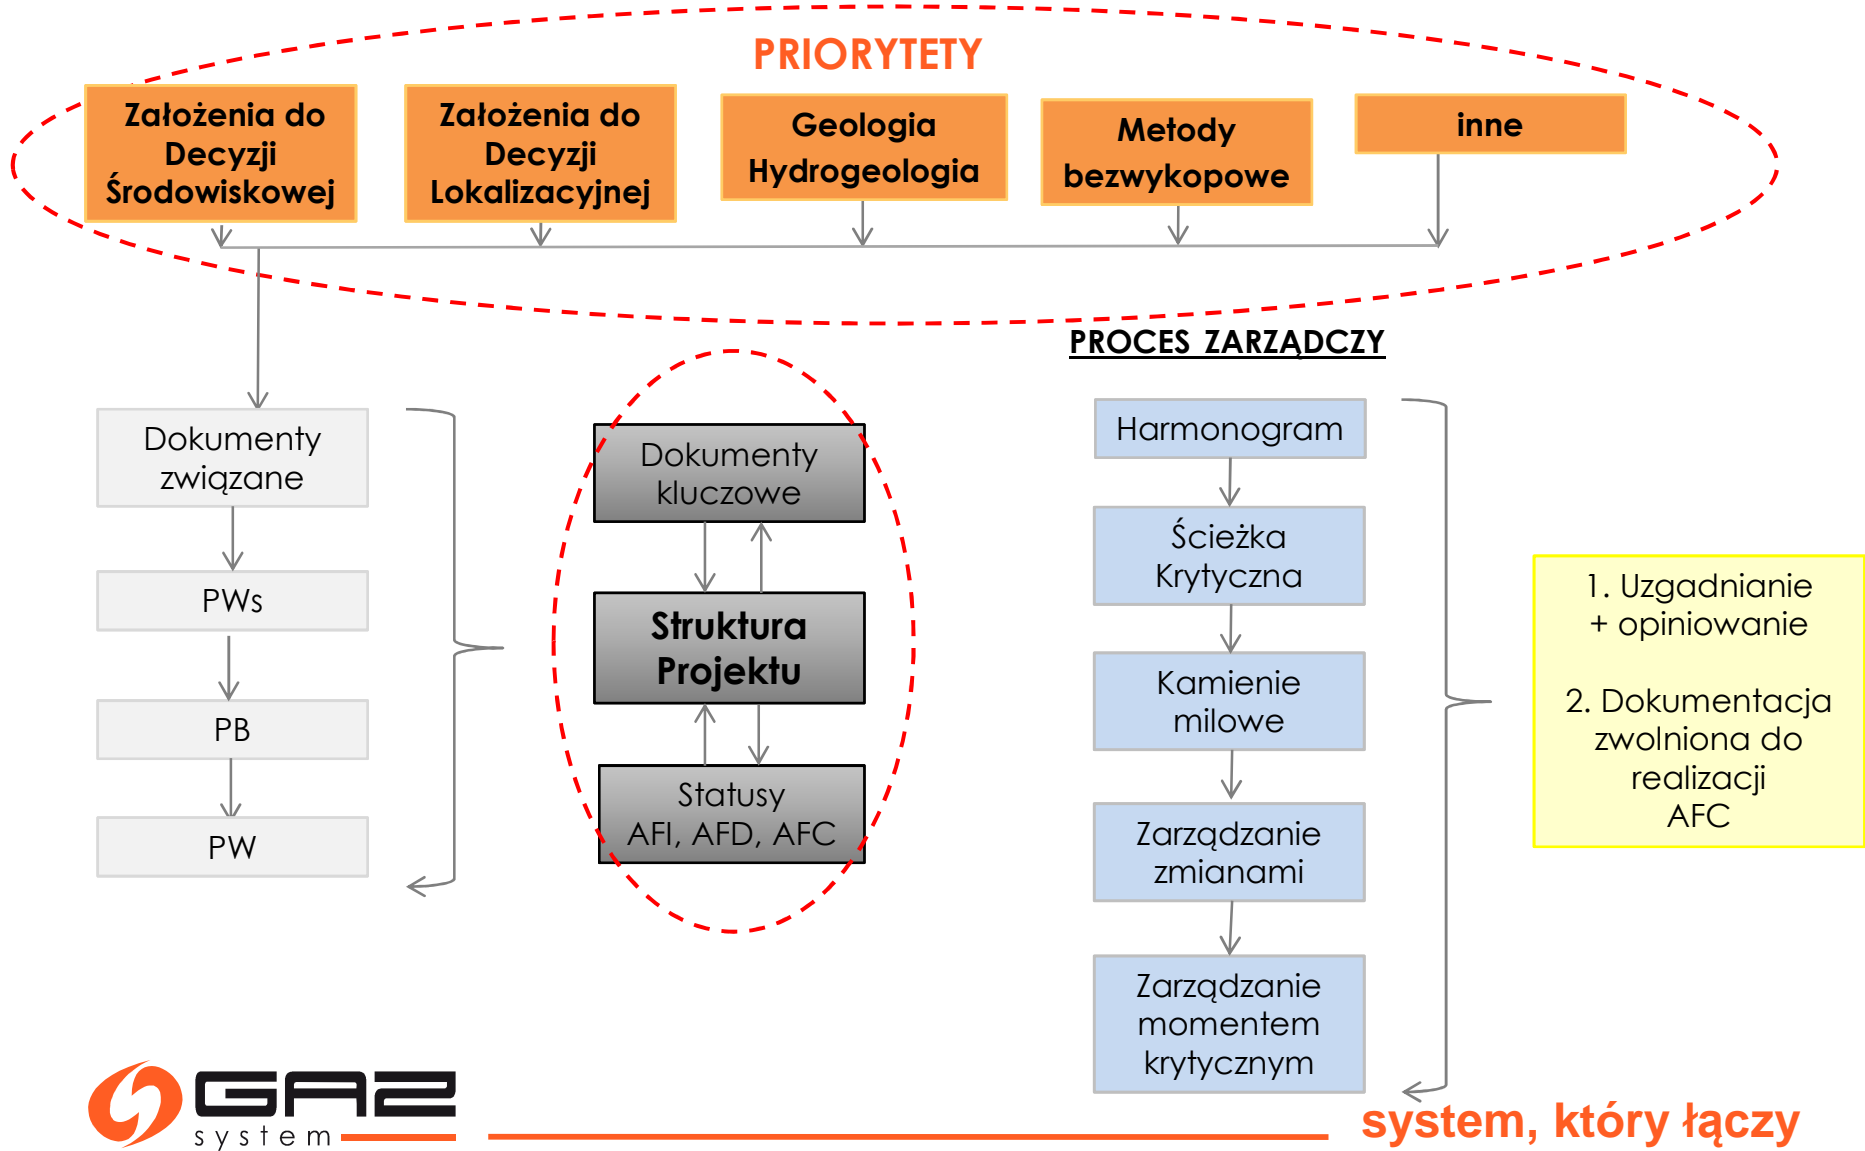 PRIORYTETY
Założenia do
Decyzji
Środowiskowej
Założenia do
Decyzji
Lokalizacyjnej
Geologia
Hydrogeologia
Metody
bezwykopowe
inne
PROCES ZARZĄDCZY
Dokumenty
związane
PWs
PB
PW
Dokumenty
kluczowe
Struktura
Projektu
Statusy
AFI, AFD, AFC
Harmonogram
Ścieżka
Krytyczna
Kamienie
milowe
Zarządzanie
zmianami
Zarządzanie
momentem
krytycznym
1. Uzgadnianie
+ opiniowanie
2. Dokumentacja
zwolniona do
realizacji
AFC
GAZ
system
system, który łączy